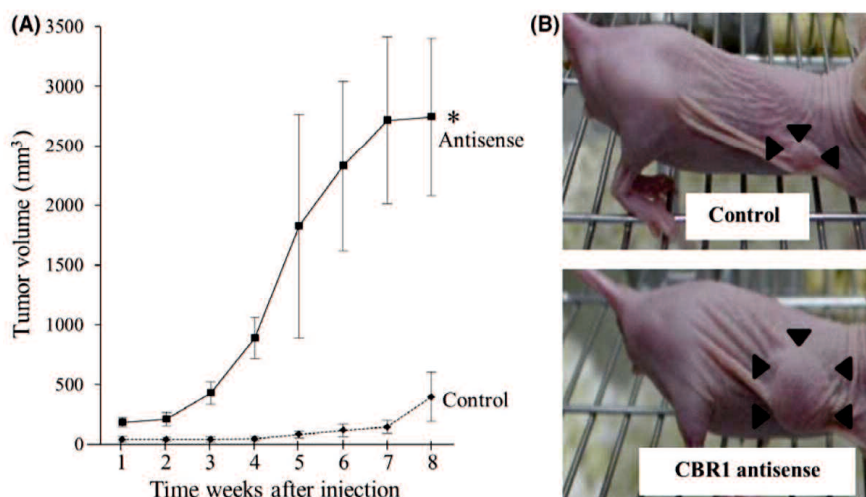 (A)
Tumor volume (mm³)
3500
3000
2500
2000
1500
1000
500
0
*
Antisense
Control
1 2 3 4 5 6 7 8
Time weeks after injection
(B)
Control
CBR1 antisense